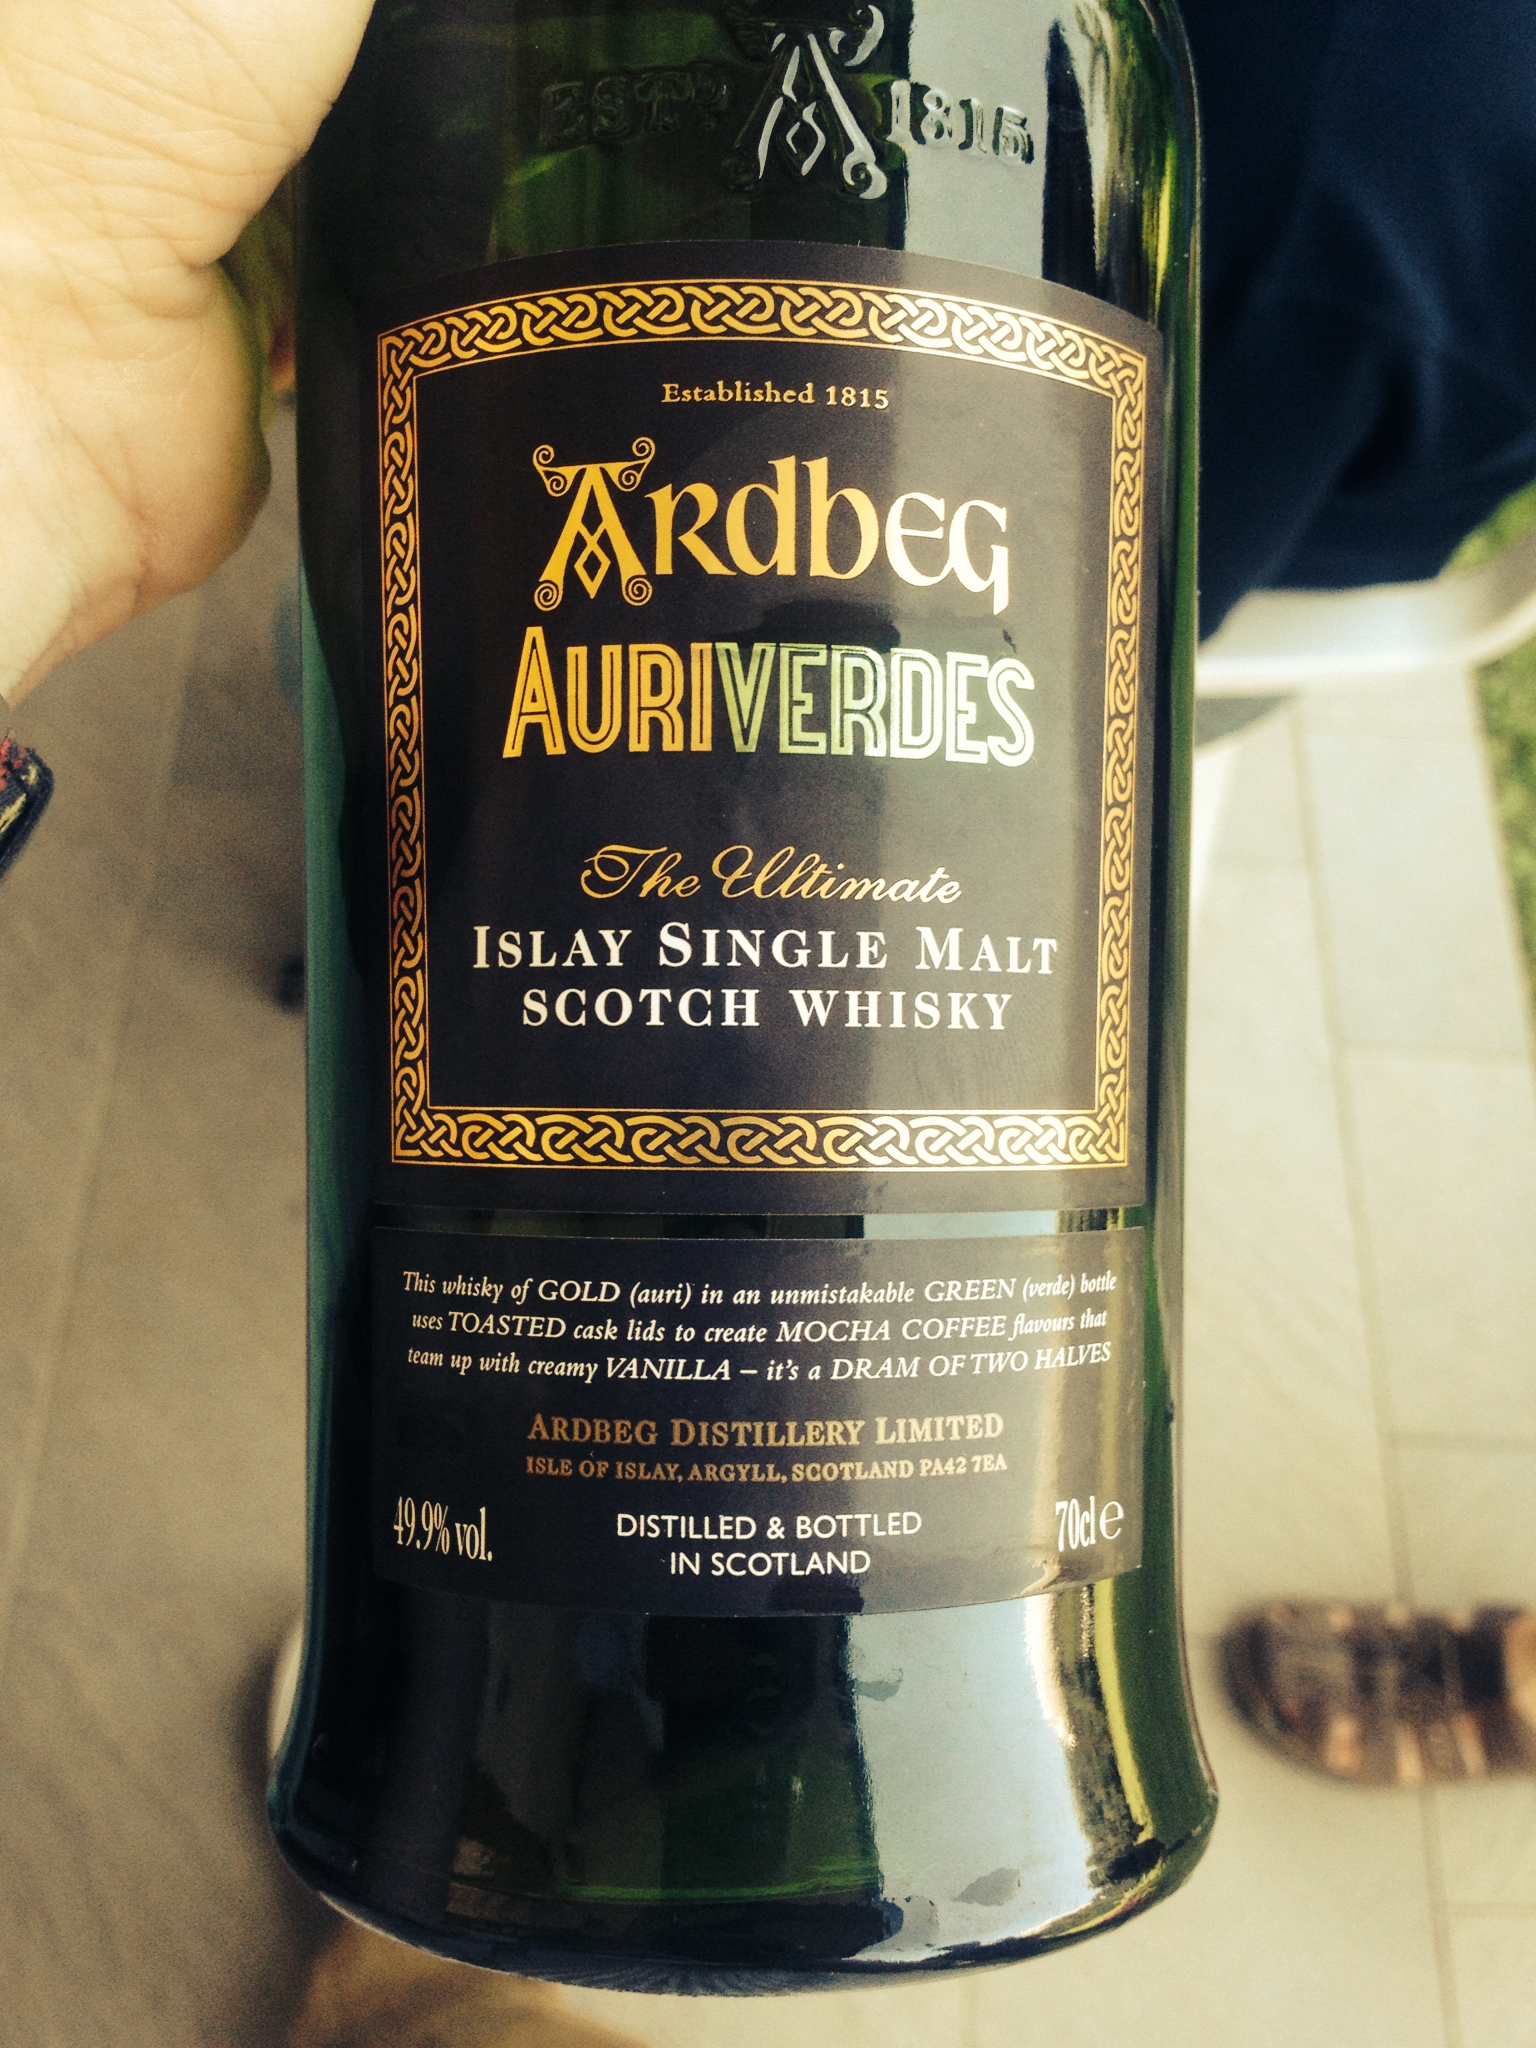 ESTD 1815
Established 1815
Ardbeg
AURIVERDES
The Ultimate
ISLAY SINGLE MALT
SCOTCH WHISKY
This whisky of GOLD (auri) in an unmistakable GREEN (verde) bottle
uses TOASTED cask lids to create MOCHA COFFEE flavours that
team up with creamy VANILLA – it's a DRAM OF TWO HALVES
ARDBEG DISTILLERY LIMITED
ISLE OF ISLAY, ARGYLL, SCOTLAND PA42 7EA
49.9% vol. DISTILLED & BOTTLED 70cl e
IN SCOTLAND